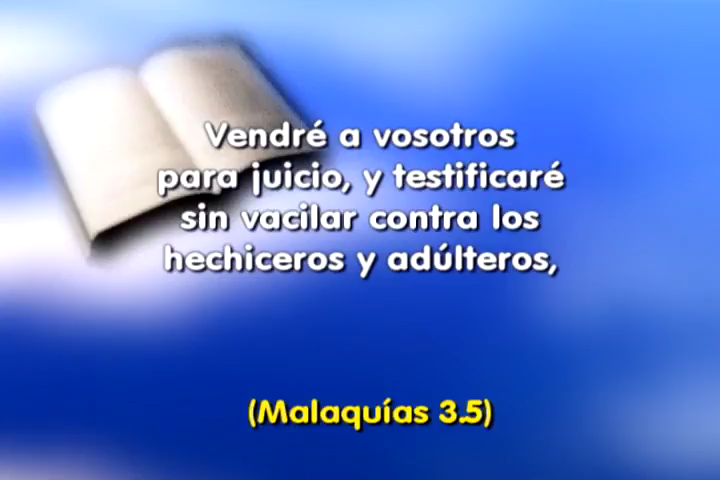 Vendré a vosotros
para juicio, y testificaré
sin vacilar contra los
hechiceros y adúlteros,
(Malaquías 3.5)